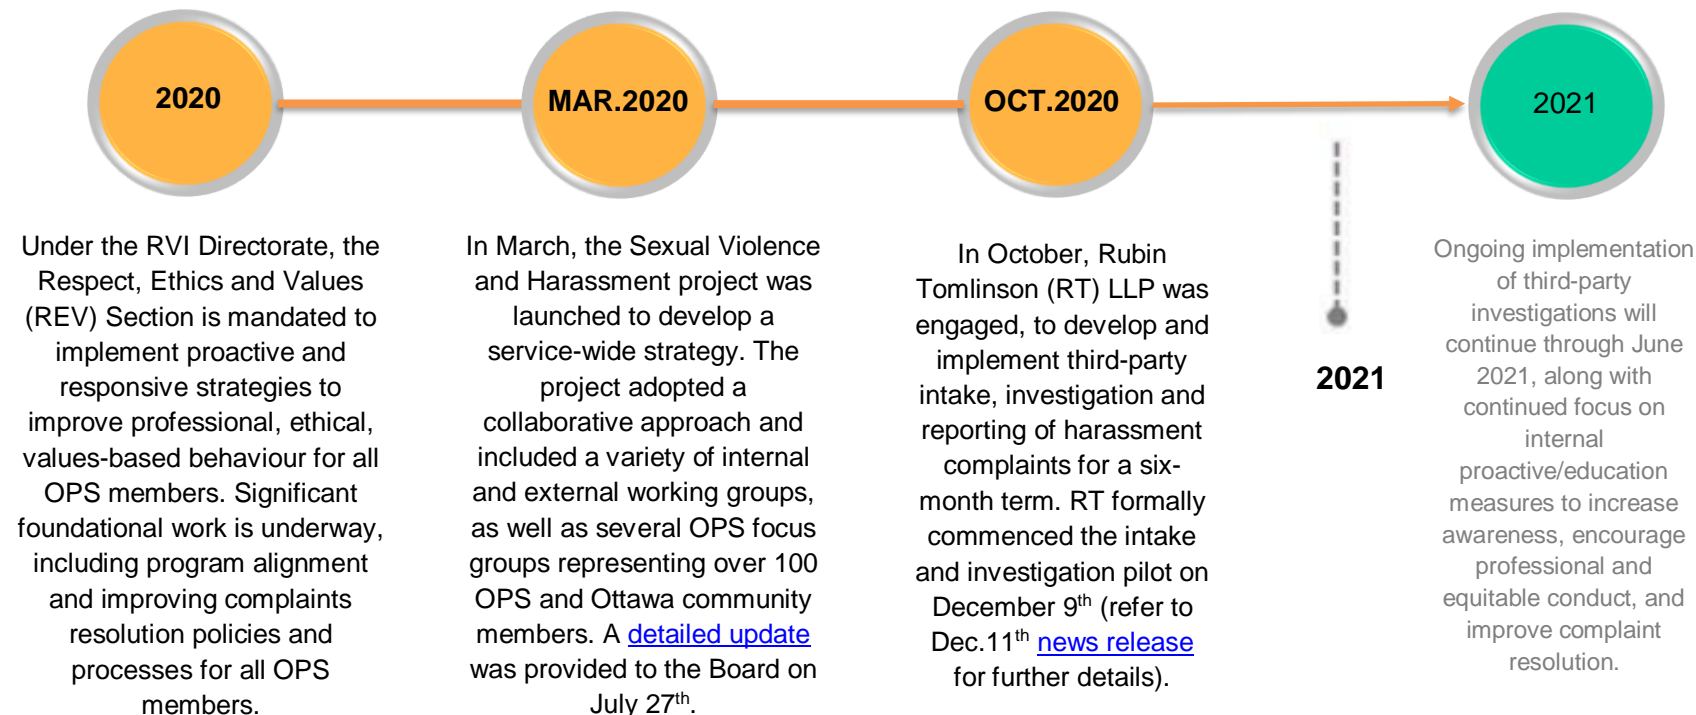 2020
Under the RVI Directorate, the
Respect, Ethics and Values
(REV) Section is mandated to
implement proactive and
responsive strategies to
improve professional, ethical,
values-based behaviour for all
OPS members. Significant
foundational work is underway,
including program alignment
and improving complaints
resolution policies and
processes for all OPS
members.
MAR.2020
In March, the Sexual Violence
and Harassment project was
launched to develop a
service-wide strategy. The
project adopted a
collaborative approach and
included a variety of internal
and external working groups,
as well as several OPS focus
groups representing over 100
OPS and Ottawa community
members. A detailed update
was provided to the Board on
July 27th.
OCT.2020
In October, Rubin
Tomlinson (RT) LLP was
engaged, to develop and
implement third-party
intake, investigation and
reporting of harassment
complaints for a six-
month term. RT formally
commenced the intake
and investigation pilot on
December 9th (refer to
Dec.11th news release
for further details).
2021
2021
Ongoing implementation
of third-party
investigations will
continue through June
2021, along with
continued focus on
internal
proactive/education
measures to increase
awareness, encourage
professional and
equitable conduct, and
improve complaint
resolution.